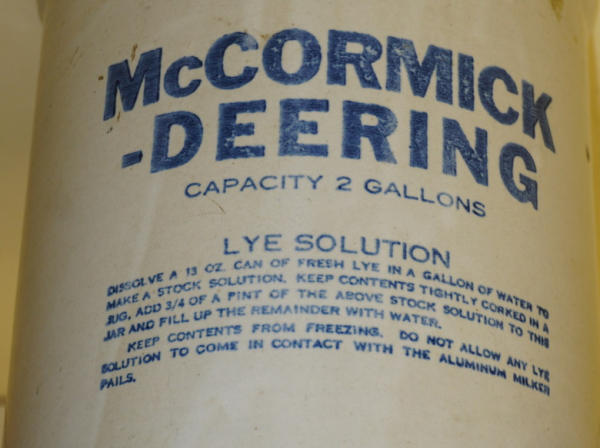 McCORMICK
-DEERING
CAPACITY 2 GALLONS
LYE SOLUTION
DISSOLVE A 13 OZ. CAN OF FRESH LYE IN A GALLON OF WATER TO
MAKE A STOCK SOLUTION. KEEP CONTENTS TIGHTLY CORKED IN A
JUG. ADD 3/4 OF A PINT OF THE ABOVE STOCK SOLUTION TO THIS
JAR AND FILL UP THE REMAINDER WITH WATER.
KEEP CONTENTS FROM FREEZING. DO NOT ALLOW ANY LYE
SOLUTION TO COME IN CONTACT WITH THE ALUMINUM MILKER
PAILS.